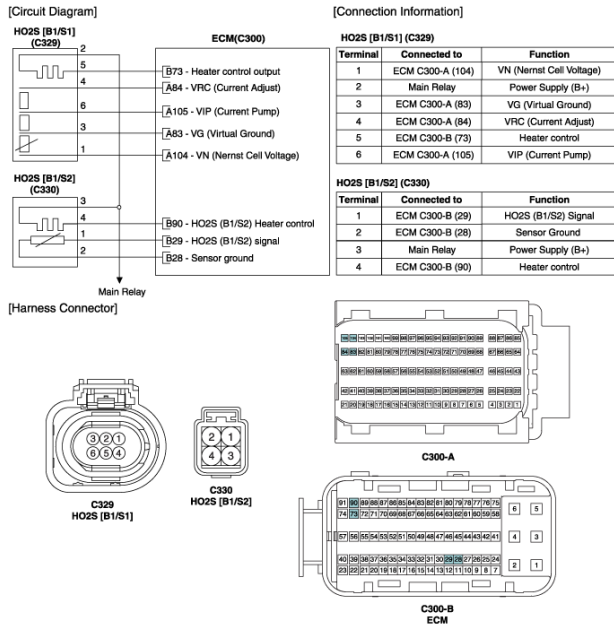 [Circuit Diagram]
HO2S [B1/S1]
(C329)
ECM(C300)
2
5
B73 - Heater control output
4
A84 - VRC (Current Adjust)
6
A105 - VIP (Current Pump)
3
A83 - VG (Virtual Ground)
1
A104 - VN (Nernst Cell Voltage)
HO2S [B1/S2]
(C330)
3
4
B90 - HO2S (B1/S2) Heater control
1
B29 - HO2S (B1/S2) signal
2
B28 - Sensor ground
Main Relay
[Connection Information]
HO2S [B1/S1] (C329)
Terminal Connected to Function
1 ECM C300-A (104) VN (Nernst Cell Voltage)
2 Main Relay Power Supply (B+)
3 ECM C300-A (83) VG (Virtual Ground)
4 ECM C300-A (84) VRC (Current Adjust)
5 ECM C300-B (73) Heater control
6 ECM C300-A (105) VIP (Current Pump)
HO2S [B1/S2] (C330)
Terminal Connected to Function
1 ECM C300-B (29) HO2S (B1/S2) Signal
2 ECM C300-B (28) Sensor Ground
3 Main Relay Power Supply (B+)
4 ECM C300-B (90) Heater control
[Harness Connector]
3 2 1
6 5 4
C329
HO2S [B1/S1]
2 1
4 3
C330
HO2S [B1/S2]
C300-A
91 90 89 88 87 86 85 84 83 82 81 80 79 78 77 76 75
74 73 72 71 70 69 68 67 66 65 64 63 62 61 60 59 58
6 5
57 56 55 54 53 52 51 50 49 48 47 46 45 44 43 42 41
4 3
40 39 38 37 36 35 34 33 32 31 30 29 28 27 26 25 24
23 22 21 20 19 18 17 16 15 14 13 12 11 10 9 8 7
2 1
C300-B
ECM